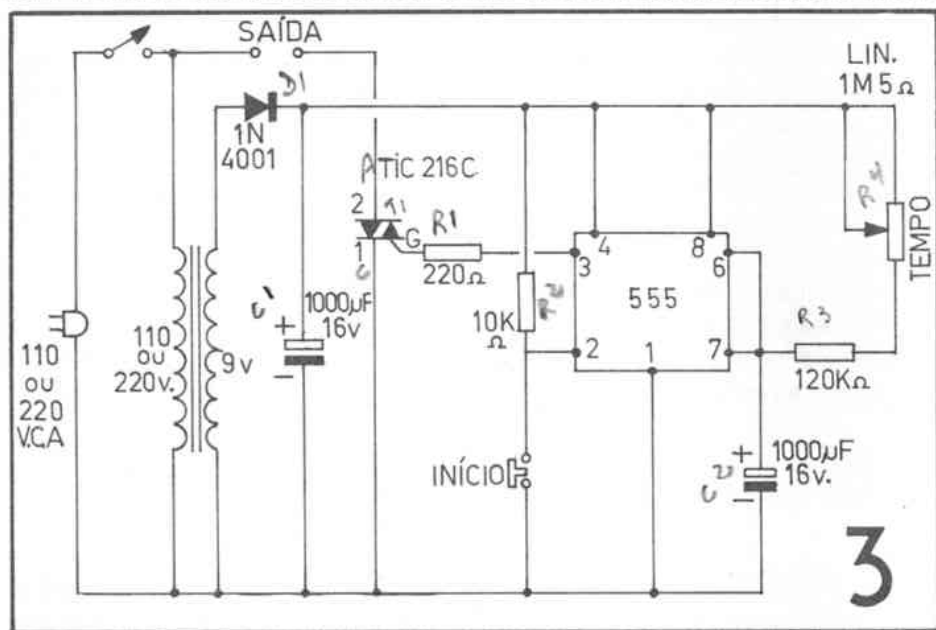 SAÍDA
D1
1N
4001
LIN.
1M5Ω
TIC 216C
2
G
1
R1
220Ω
1000µF
16v
+
-
110
ou
220
V.C.A
110
ou
220v.
9v
10K
Ω
INÍCIO
4
8
3
6
555
2
1
7
TEMPO
R3
120KΩ
+
1000µF
16v.
-
3